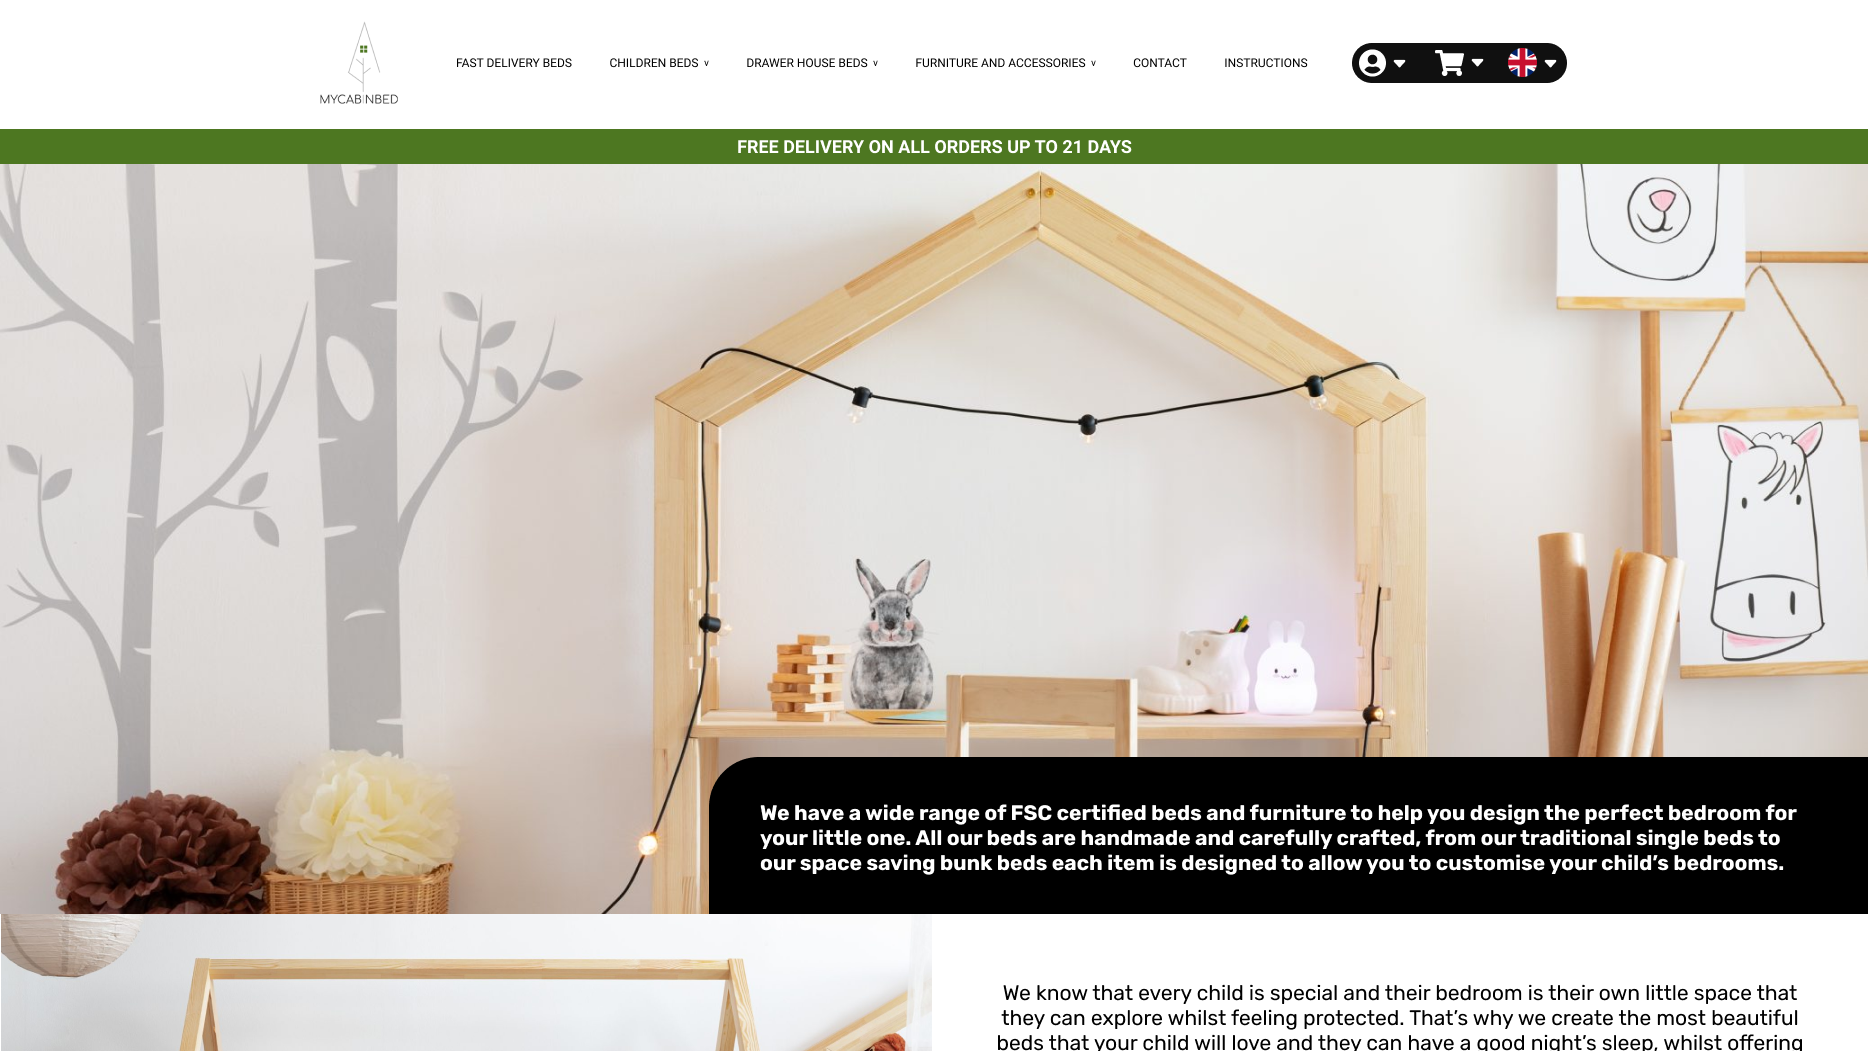 MYCABINBED
FAST DELIVERY BEDS
CHILDREN BEDS
DRAWER HOUSE BEDS
FURNITURE AND ACCESSORIES
CONTACT
INSTRUCTIONS
FREE DELIVERY ON ALL ORDERS UP TO 21 DAYS
We have a wide range of FSC certified beds and furniture to help you design the perfect bedroom for
your little one. All our beds are handmade and carefully crafted, from our traditional single beds to
our space saving bunk beds each item is designed to allow you to customise your child's bedrooms.
We know that every child is special and their bedroom is their own little space that
they can explore whilst feeling protected. That's why we create the most beautiful
beds that your child will love and they can have a good night's sleep, whilst offering